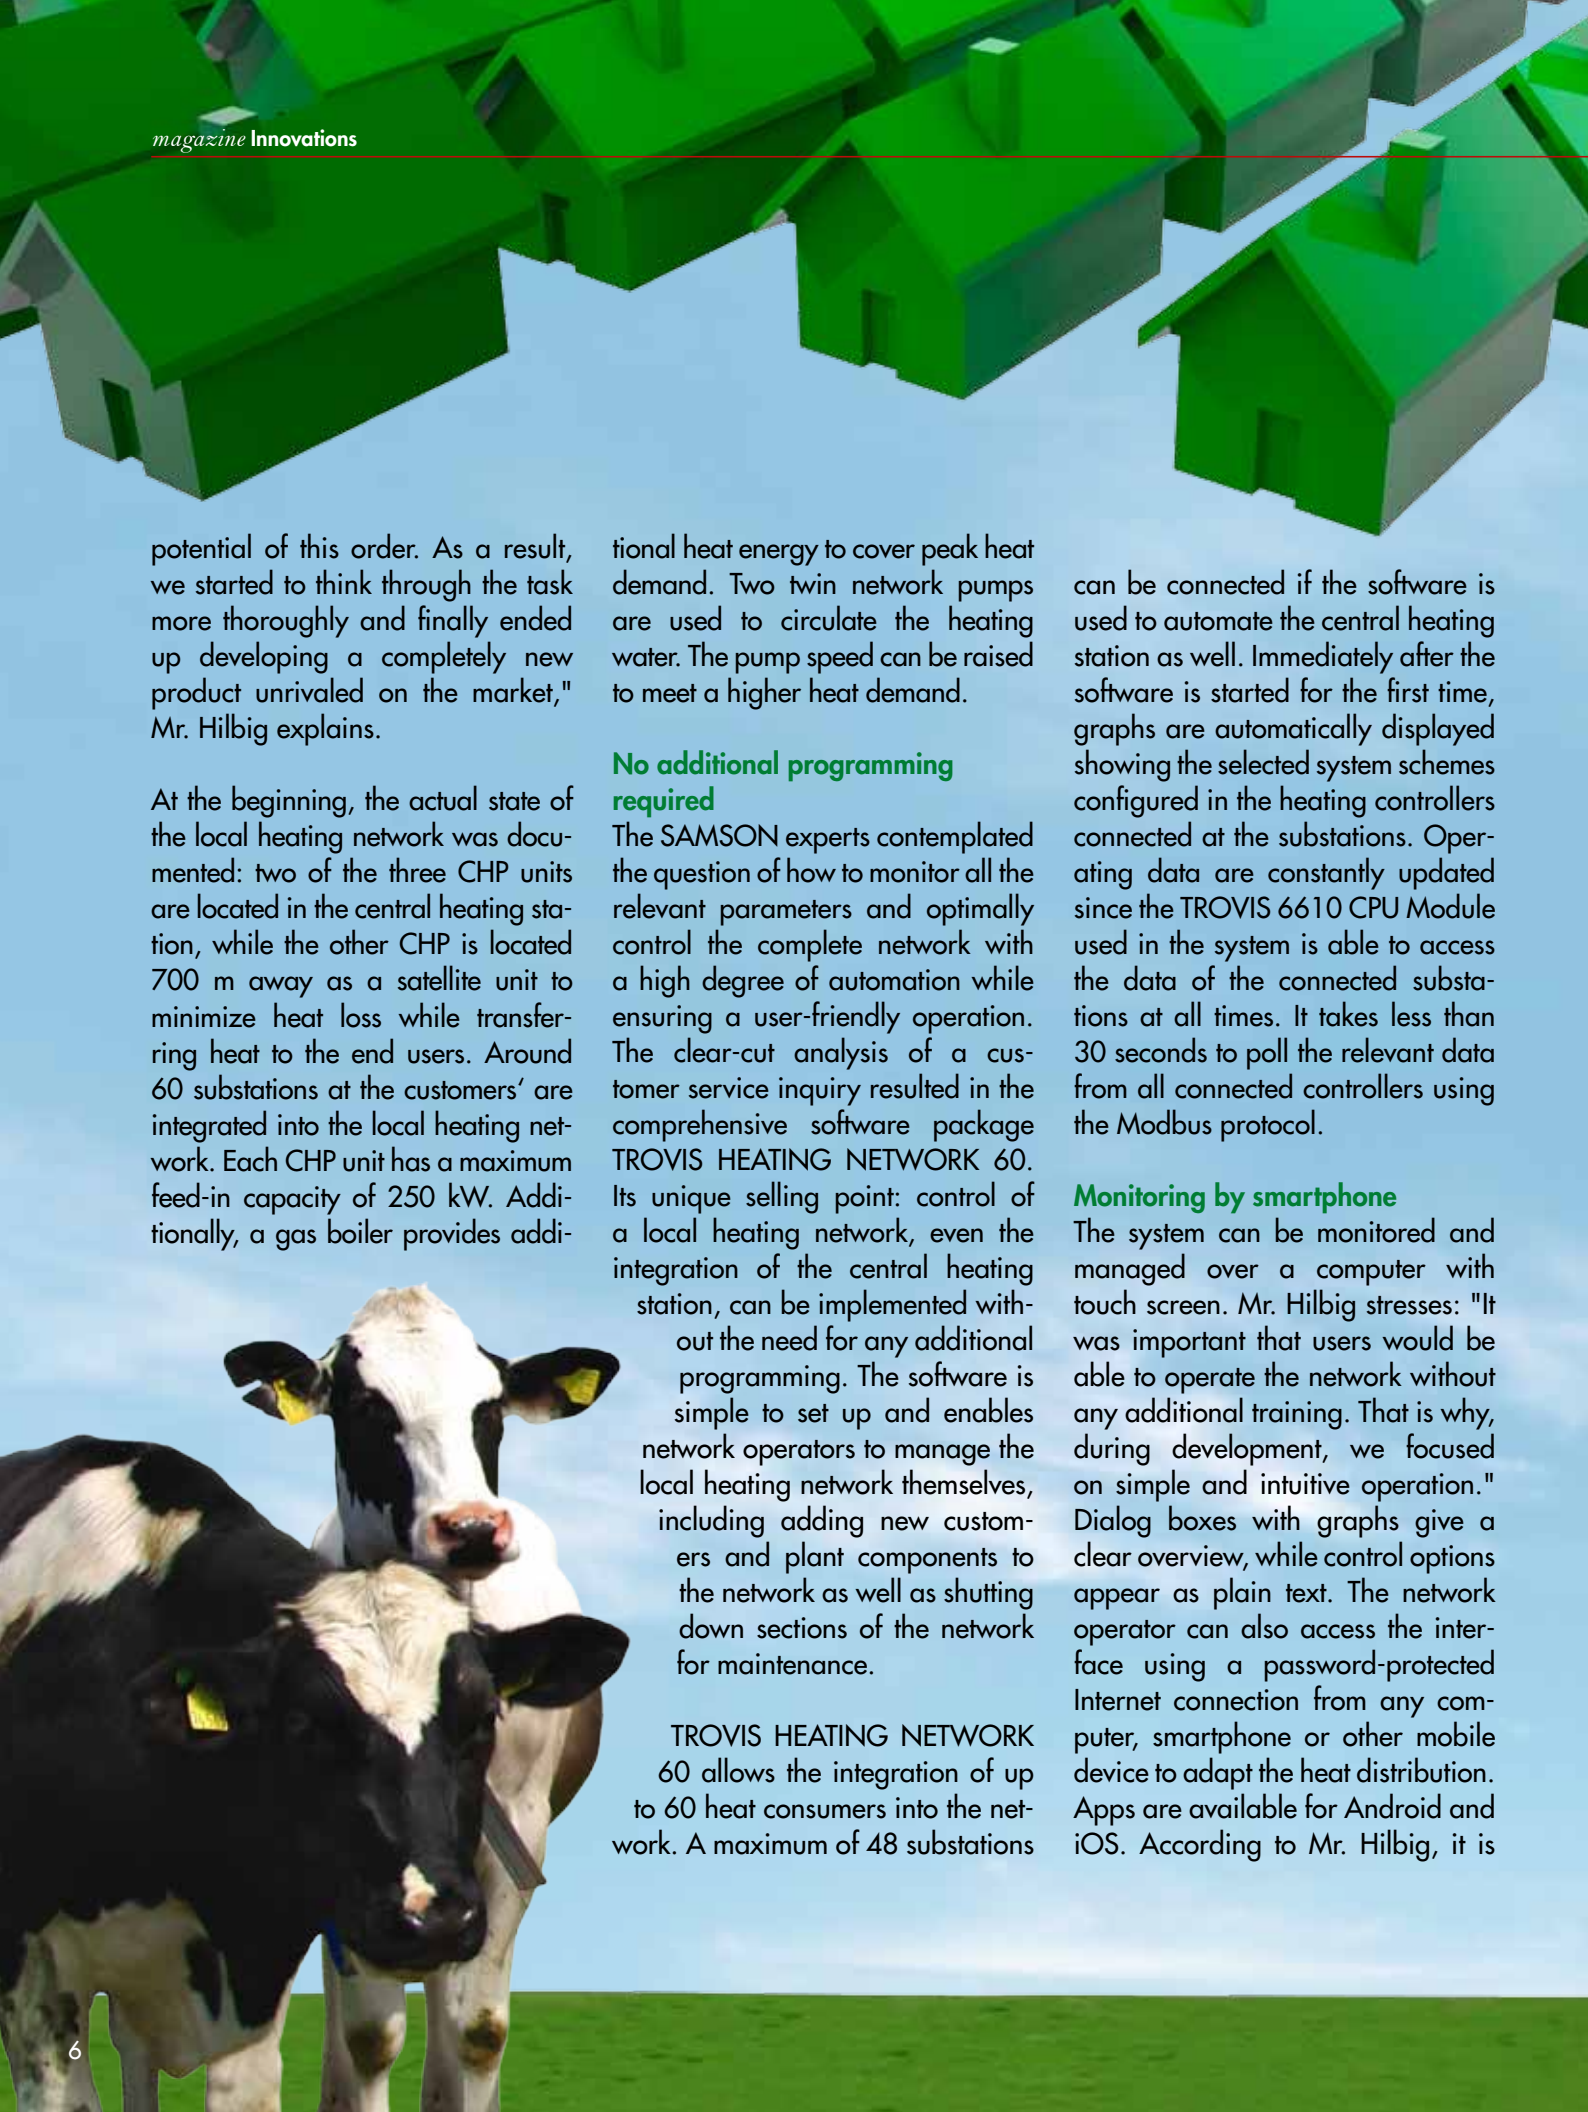 magazine Innovations
potential of this order. As a result,
we started to think through the task
more thoroughly and finally ended
up developing a completely new
product unrivaled on the market,"
Mr. Hilbig explains.
At the beginning, the actual state of
the local heating network was docu-
mented: two of the three CHP units
are located in the central heating sta-
tion, while the other CHP is located
700 m away as a satellite unit to
minimize heat loss while transfer-
ring heat to the end users. Around
60 substations at the customers’ are
integrated into the local heating net-
work. Each CHP unit has a maximum
feed-in capacity of 250 kW. Addi-
tionally, a gas boiler provides addi-
tional heat energy to cover peak heat
demand. Two twin network pumps
are used to circulate the heating
water. The pump speed can be raised
to meet a higher heat demand.
No additional programming
required
The SAMSON experts contemplated
the question of how to monitor all the
relevant parameters and optimally
control the complete network with
a high degree of automation while
ensuring a user-friendly operation.
The clear-cut analysis of a cus-
tomer service inquiry resulted in the
comprehensive software package
TROVIS HEATING NETWORK 60.
Its unique selling point: control of
a local heating network, even the
integration of the central heating
station, can be implemented with-
out the need for any additional
programming. The software is
simple to set up and enables
network operators to manage the
local heating network themselves,
including adding new custom-
ers and plant components to
the network as well as shutting
down sections of the network
for maintenance.
TROVIS HEATING NETWORK
60 allows the integration of up
to 60 heat consumers into the net-
work. A maximum of 48 substations
can be connected if the software is
used to automate the central heating
station as well. Immediately after the
software is started for the first time,
graphs are automatically displayed
showing the selected system schemes
configured in the heating controllers
connected at the substations. Oper-
ating data are constantly updated
since the TROVIS 6610 CPU Module
used in the system is able to access
the data of the connected substa-
tions at all times. It takes less than
30 seconds to poll the relevant data
from all connected controllers using
the Modbus protocol.
Monitoring by smartphone
The system can be monitored and
managed over a computer with
touch screen. Mr. Hilbig stresses: "It
was important that users would be
able to operate the network without
any additional training. That is why,
during development, we focused
on simple and intuitive operation."
Dialog boxes with graphs give a
clear overview, while control options
appear as plain text. The network
operator can also access the inter-
face using a password-protected
Internet connection from any com-
puter, smartphone or other mobile
device to adapt the heat distribution.
Apps are available for Android and
iOS. According to Mr. Hilbig, it is
6